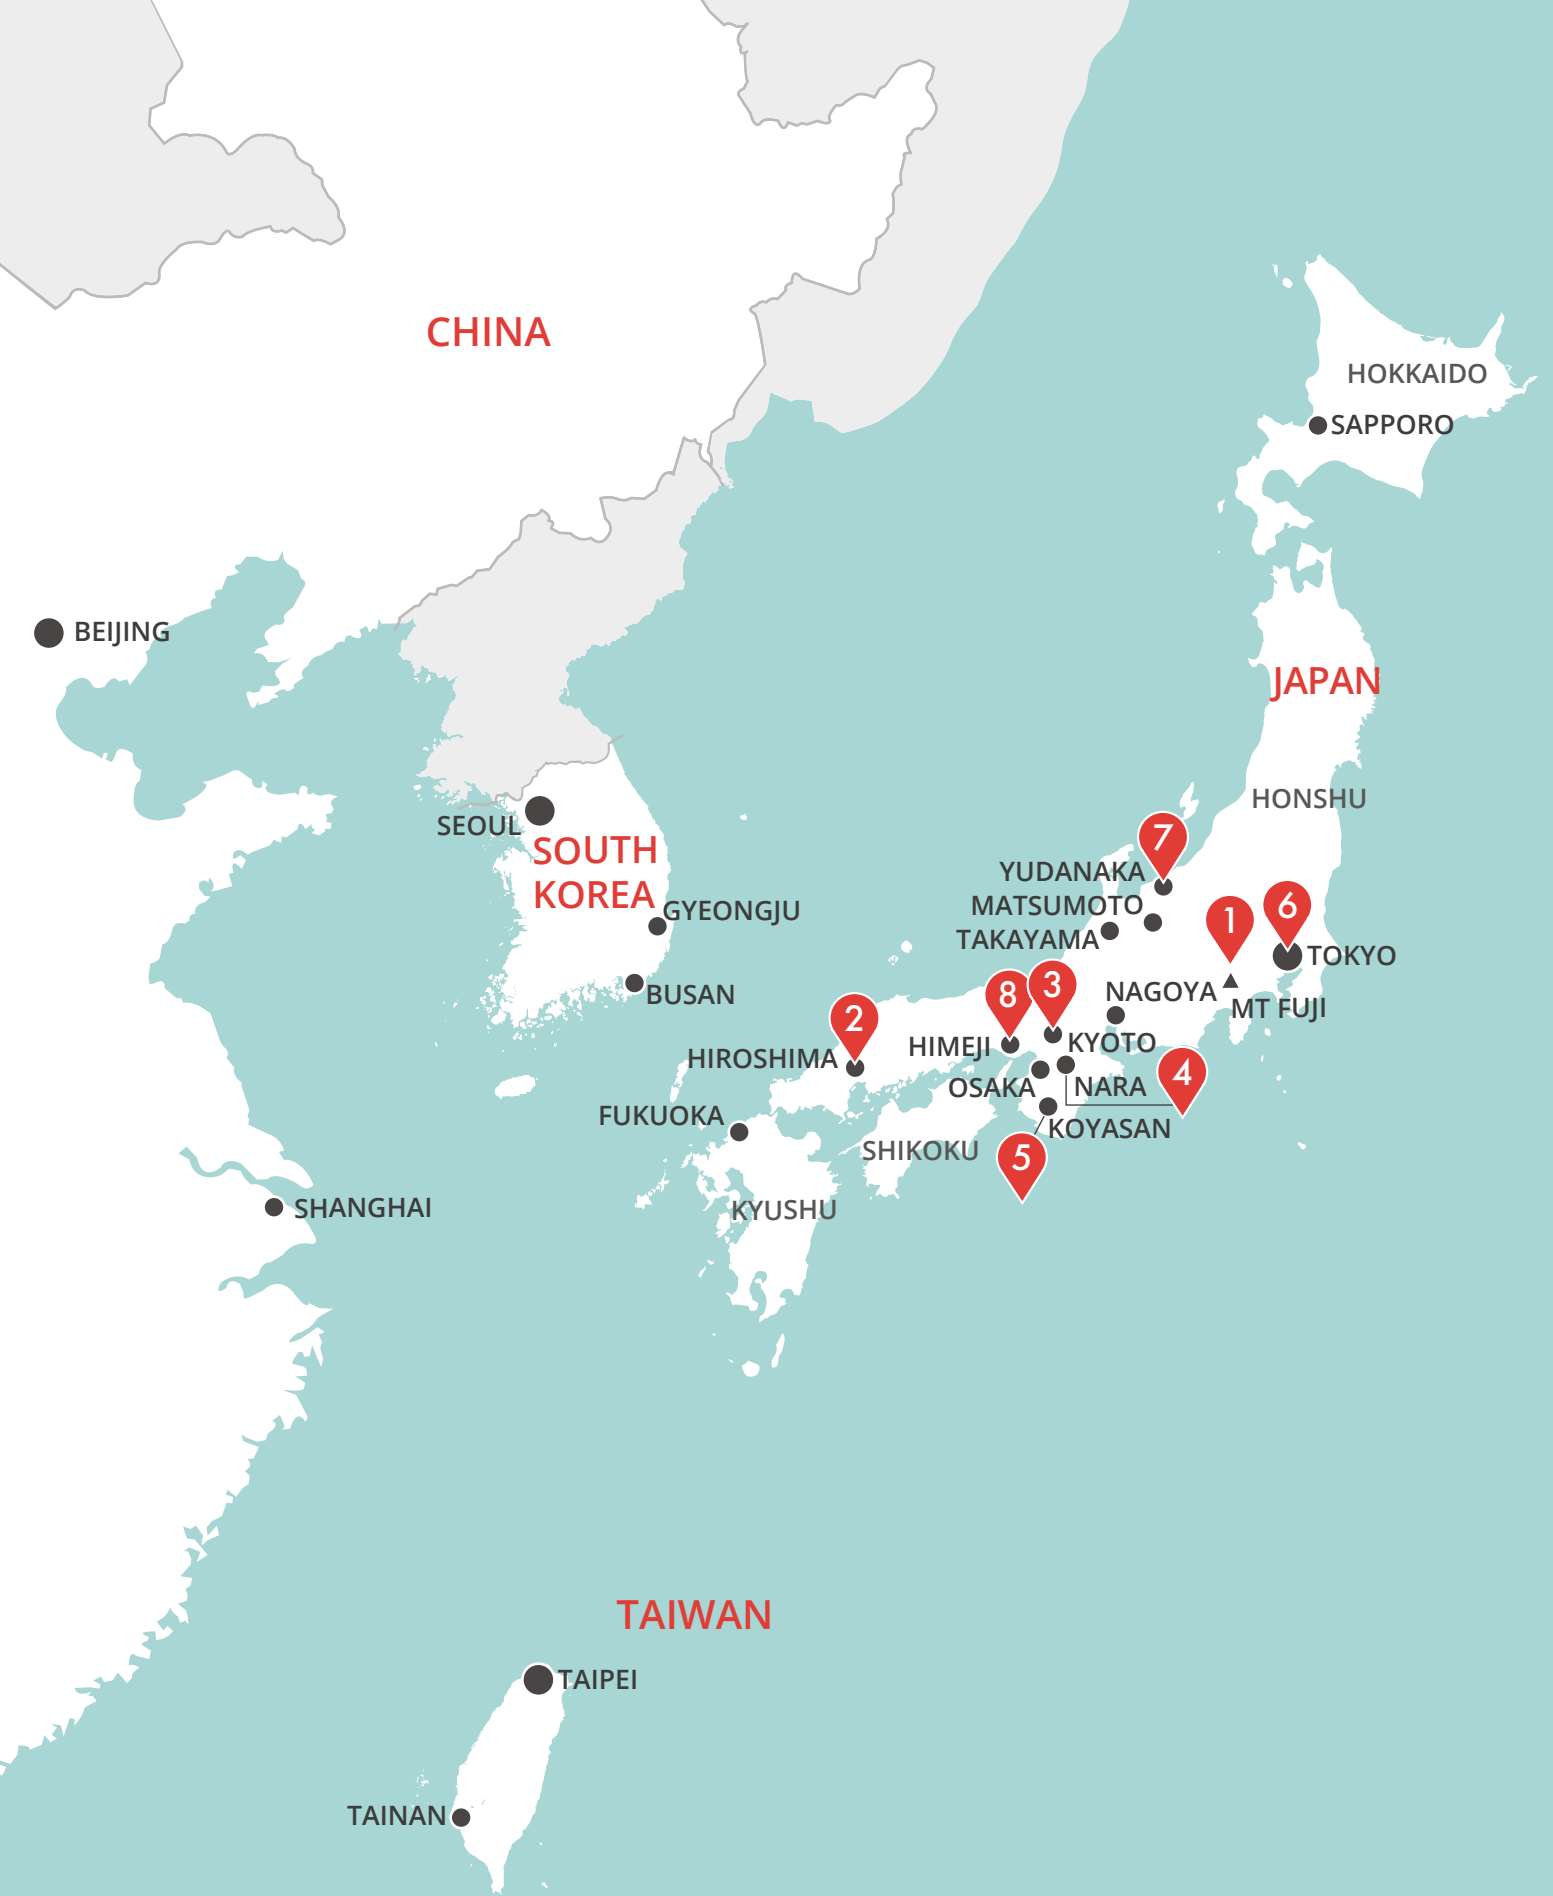 CHINA
HOKKAIDO
SAPPORO
BEIJING
JAPAN
HONSHU
SEOUL
SOUTH
KOREA
GYEONGJU
BUSAN
7
YUDANAKA
MATSUMOTO
TAKAYAMA
1
6
TOKYO
NAGOYA
MT FUJI
8
3
2
HIROSHIMA
HIMEJI
KYOTO
OSAKA
NARA
4
FUKUOKA
KOYASAN
SHIKOKU
5
KYUSHU
SHANGHAI
TAIWAN
TAIPEI
TAINAN